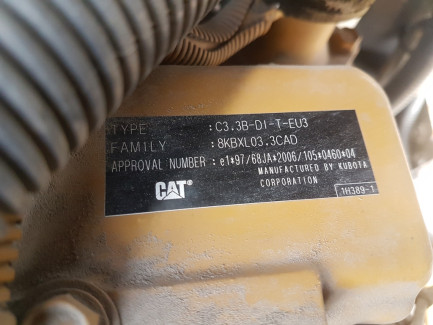 TYPE : C3.3B-DI-T-EU3
FAMILY : 8KBXL03.3CAD
APPROVAL NUMBER : e1*97/68JA*2006/105*0460*04
MANUFACTURED BY KUBOTA
CORPORATION
CAT
1H389-1